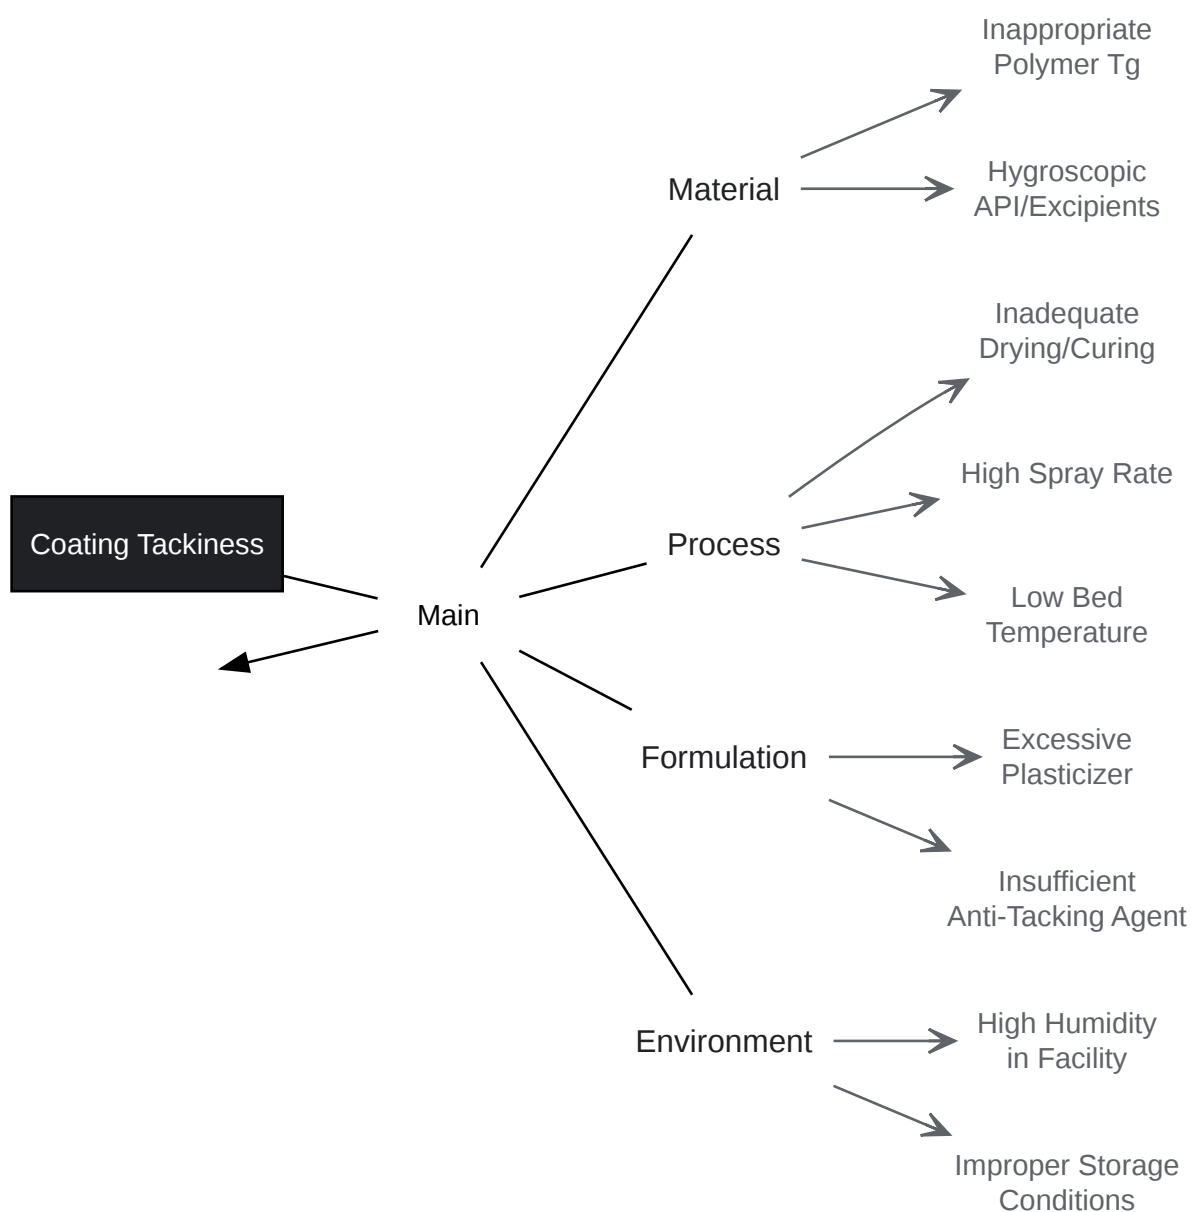 Inappropriate
Polymer Tg
Material
Hygroscopic
API/Excipients
Inadequate
Drying/Curing
High Spray Rate
Coating Tackiness
Process
Low Bed
Temperature
Main
Formulation
Excessive
Plasticizer
Insufficient
Anti-Tacking Agent
Environment
High Humidity
in Facility
Improper Storage
Conditions